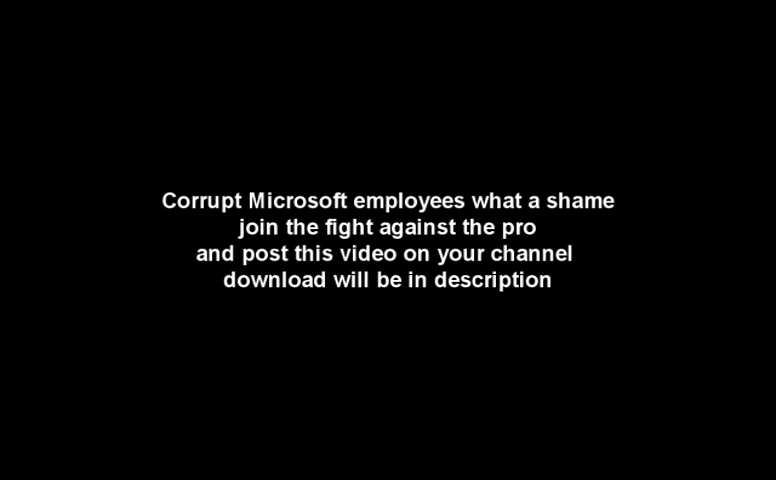 Corrupt Microsoft employees what a shame
join the fight against the pro
and post this video on your channel
download will be in description